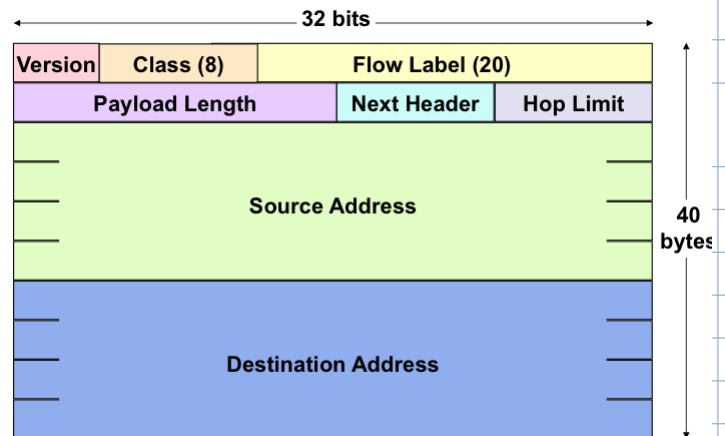 32 bits
Version Class (8) Flow Label (20)
Payload Length Next Header Hop Limit
Source Address
40
bytes
Destination Address